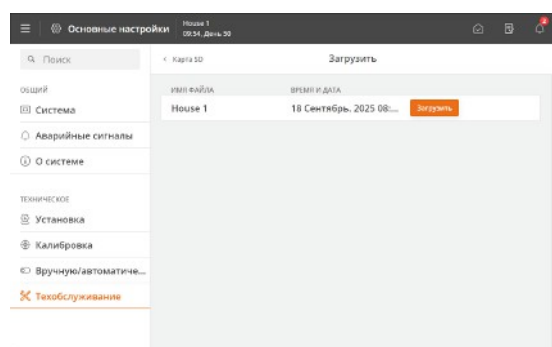 Основные настройки
House 1
09:54, День 50
Поиск
Карта SD
Загрузить
ОБЩИЙ
ИМЯ ФАЙЛА
ВРЕМЯ И ДАТА
Система
House 1
18 Сентябрь, 2025 08:...
Загрузить
Аварийные сигналы
О системе
ТЕХНИЧЕСКОЕ
Установка
Калибровка
Вручную/автоматиче...
Техобслуживание